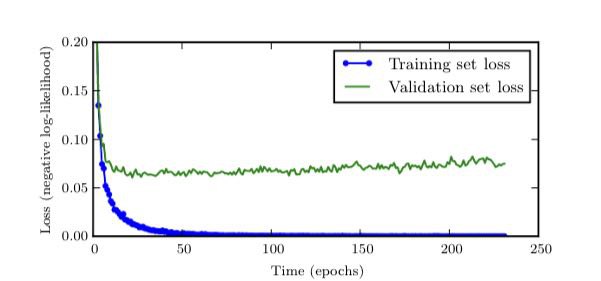 0.20
0.15
0.10
0.05
0.00
Loss (negative log-likelihood)
Training set loss
Validation set loss
0 50 100 150 200 250
Time (epochs)